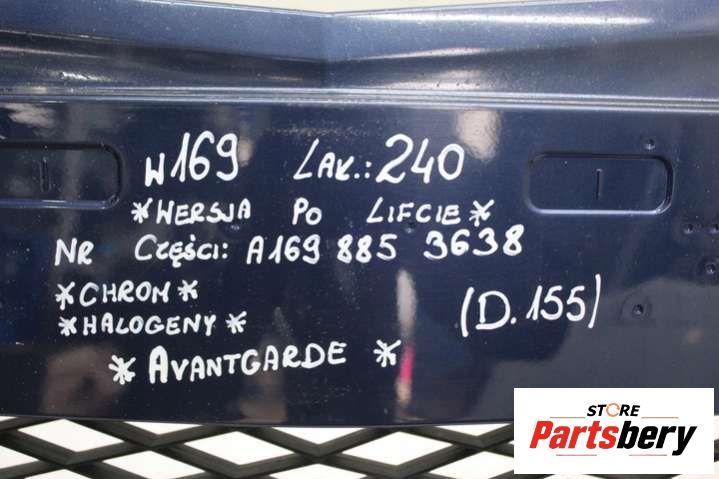 W169 LAK.: 240
*WERSJA PO LIFCIE*
NR CZĘŚCI: A169 885 3638
*CHROM*
*HALOGENY*
(D.155)
*AVANTGARDE*
STORE
Partsbery